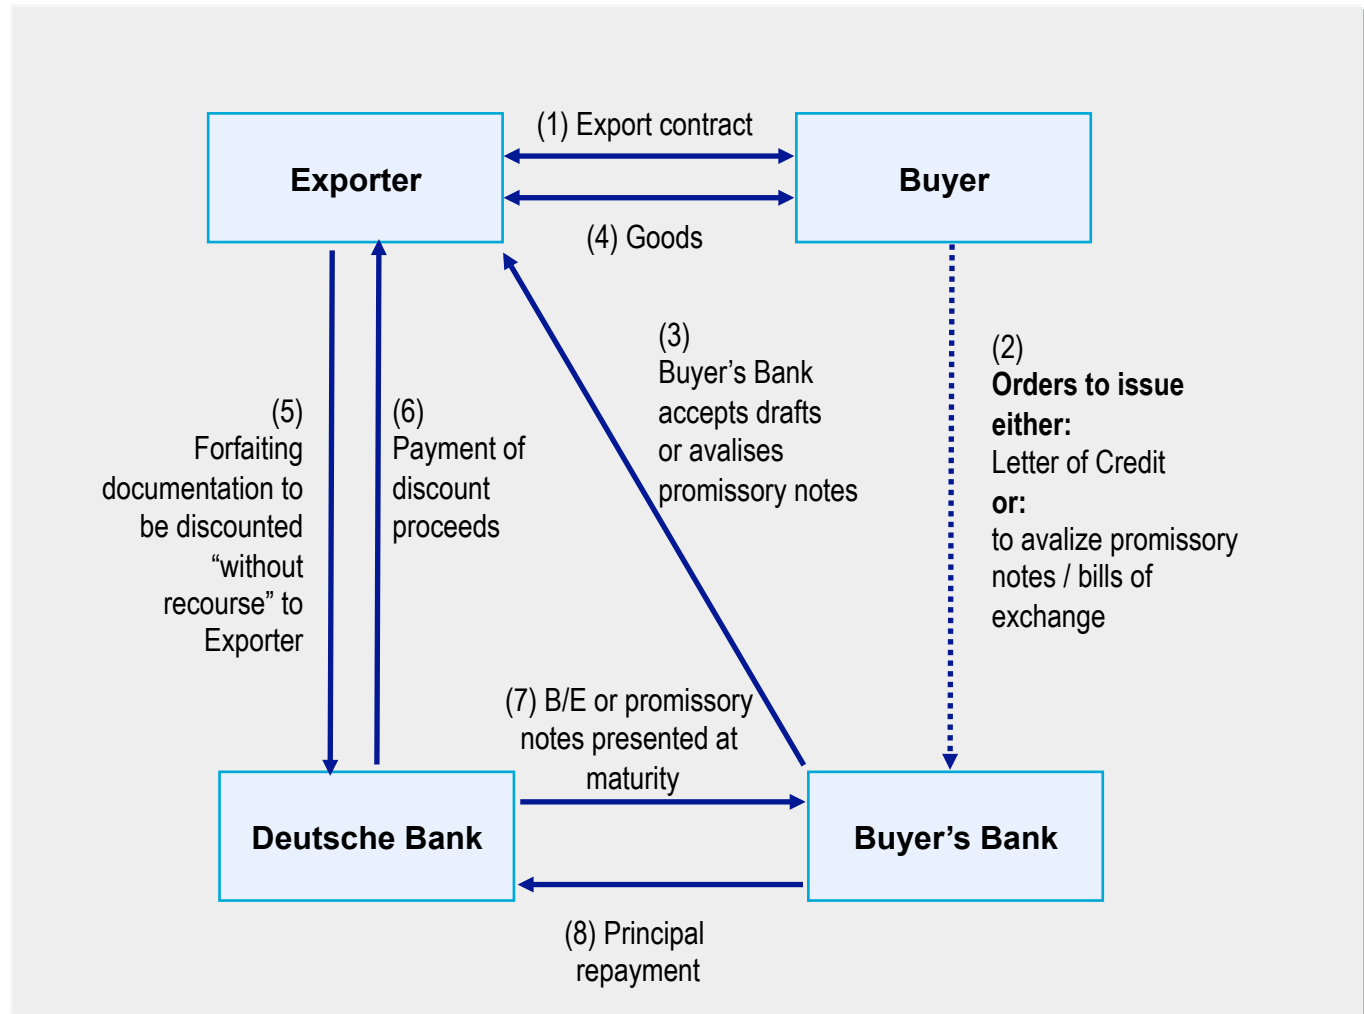 (1) Export contract
Exporter
Buyer
(4) Goods
(3)
Buyer’s Bank
accepts drafts
or avalises
promissory notes
(2)
Orders to issue
either:
Letter of Credit
or:
to avalize promissory
notes / bills of
exchange
(5)
Forfaiting
documentation to
be discounted
“without
recourse” to
Exporter
(6)
Payment of
discount
proceeds
(7) B/E or promissory
notes presented at
maturity
Deutsche Bank
Buyer’s Bank
(8) Principal
repayment